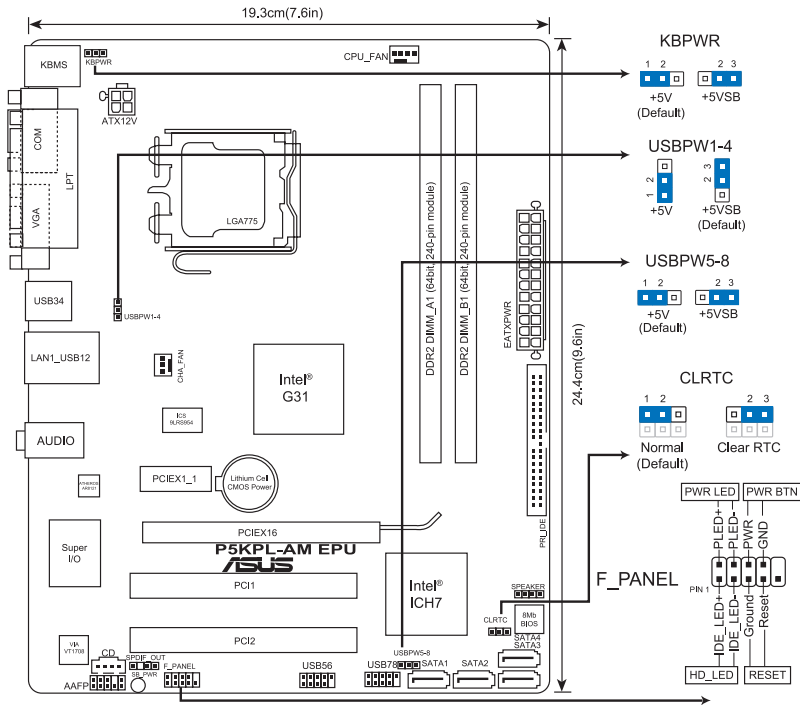 19.3cm(7.6in)
KBMS
KBPWR
CPU_FAN
ATX12V
COM
LPT
VGA
LGA775
DDR2 DIMM_A1 (64bit, 240-pin module)
DDR2 DIMM_B1 (64bit, 240-pin module)
EATXPWR
24.4cm(9.6in)
USB34
USBPW1-4
LAN1_USB12
CHA_FAN
Intel®
G31
ICS
9LRS954
AUDIO
ATHEROS
AR8121
PCIEX1_1
Lithium Cell
CMOS Power
PCIEX16
PRI_IDE
Super
I/O
P5KPL-AM EPU
ASUS
PCI1
Intel®
ICH7
SPEAKER
CLRTC
8Mb
BIOS
VIA
VT1708
PCI2
CD
SPDIF_OUT
SB_PWR
AAFP
F_PANEL
USB56
USB78
USBPW5-8
SATA1
SATA2
SATA4
SATA3
KBPWR
1 2
2 3
+5V
(Default)
+5VSB
USBPW1-4
2
1
3
2
+5V
+5VSB
(Default)
USBPW5-8
1 2
2 3
+5V
(Default)
+5VSB
CLRTC
1 2
2 3
Normal
(Default)
Clear RTC
F_PANEL
PWR LED
PWR BTN
PLED+
PLED-
PWR
GND
PIN 1
IDE_LED+
IDE_LED-
Ground
Reset
HD_LED
RESET